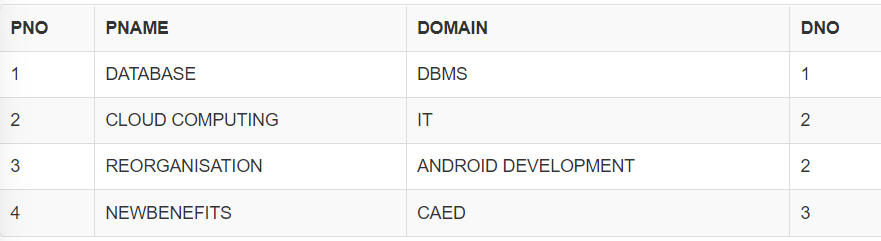 PNO PNAME DOMAIN DNO
1 DATABASE DBMS 1
2 CLOUD COMPUTING IT 2
3 REORGANISATION ANDROID DEVELOPMENT 2
4 NEWBENEFITS CAED 3